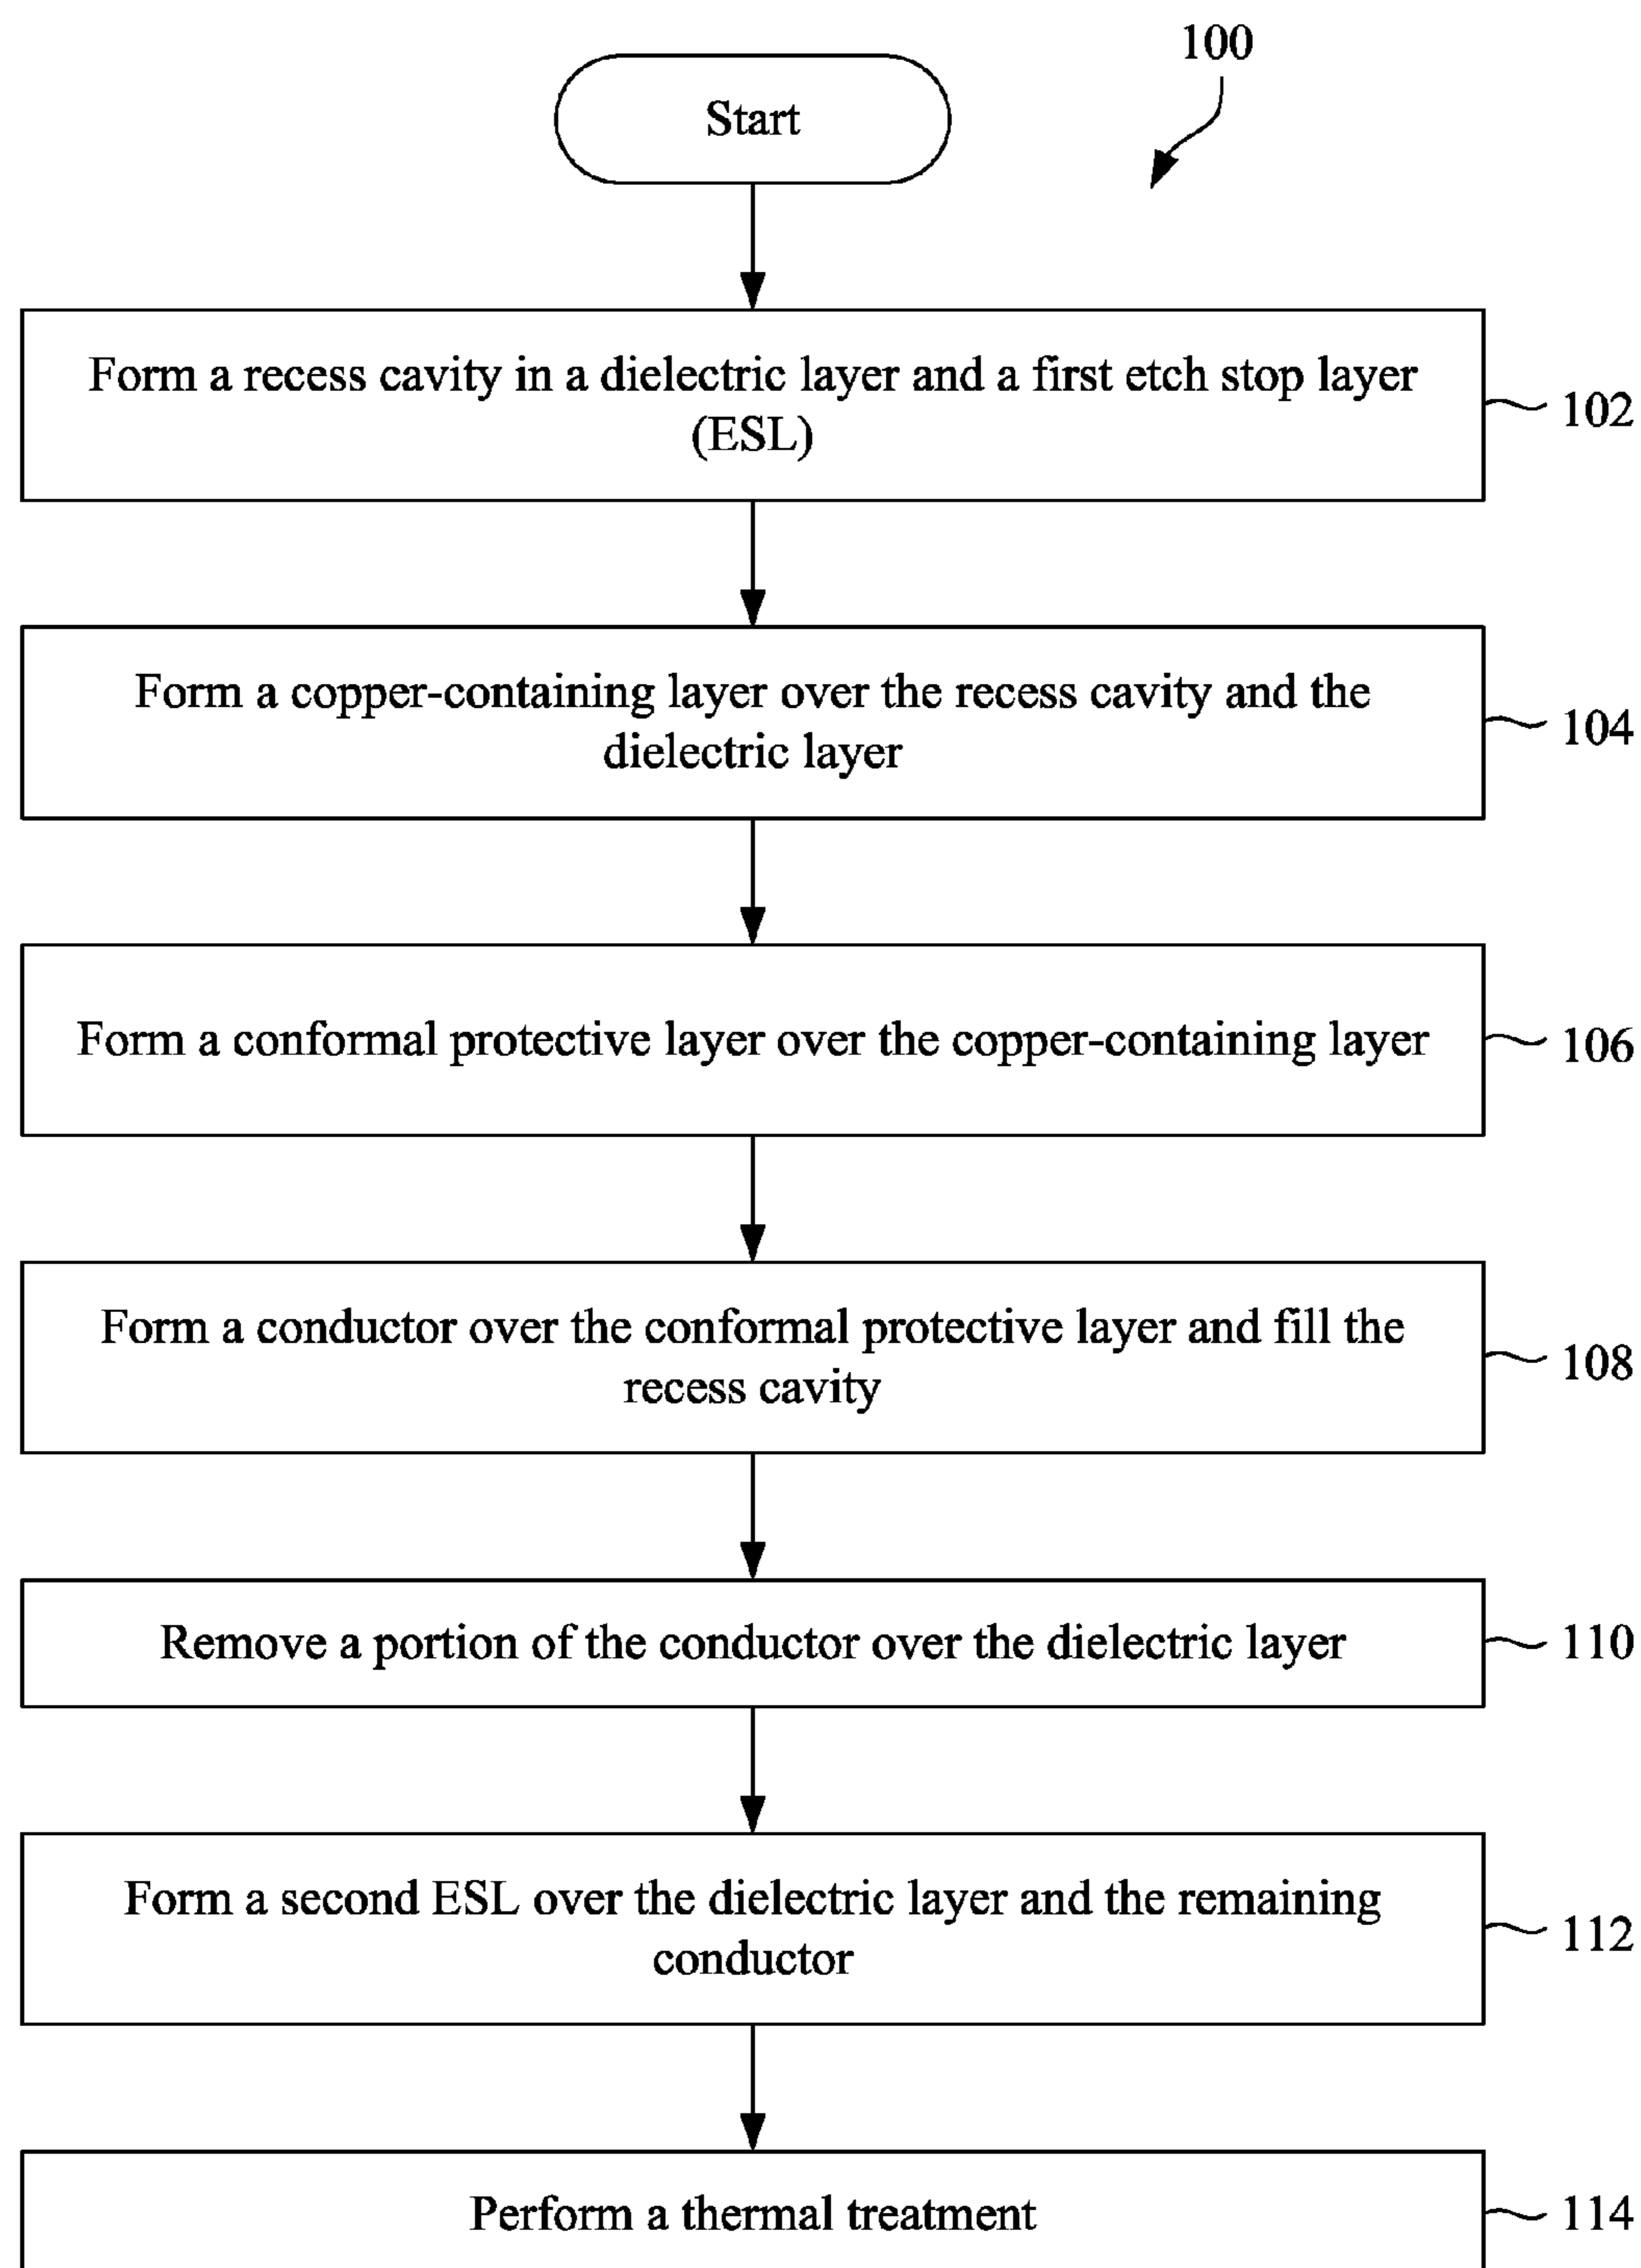 100
Start
Form a recess cavity in a dielectric layer and a first etch stop layer
(ESL)
102
Form a copper-containing layer over the recess cavity and the
dielectric layer
104
Form a conformal protective layer over the copper-containing layer
106
Form a conductor over the conformal protective layer and fill the
recess cavity
108
Remove a portion of the conductor over the dielectric layer
110
Form a second ESL over the dielectric layer and the remaining
conductor
112
Perform a thermal treatment
114